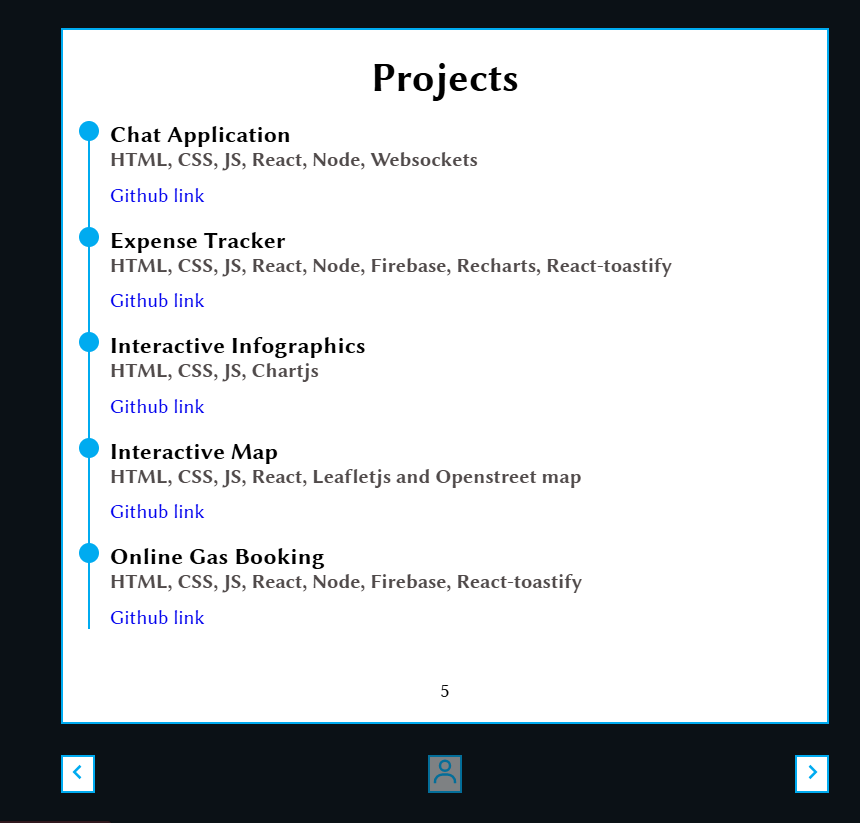 Projects
Chat Application
HTML, CSS, JS, React, Node, Websockets
Github link
Expense Tracker
HTML, CSS, JS, React, Node, Firebase, Recharts, React-toastify
Github link
Interactive Infographics
HTML, CSS, JS, Chartjs
Github link
Interactive Map
HTML, CSS, JS, React, Leafletjs and Openstreet map
Github link
Online Gas Booking
HTML, CSS, JS, React, Node, Firebase, React-toastify
Github link
5